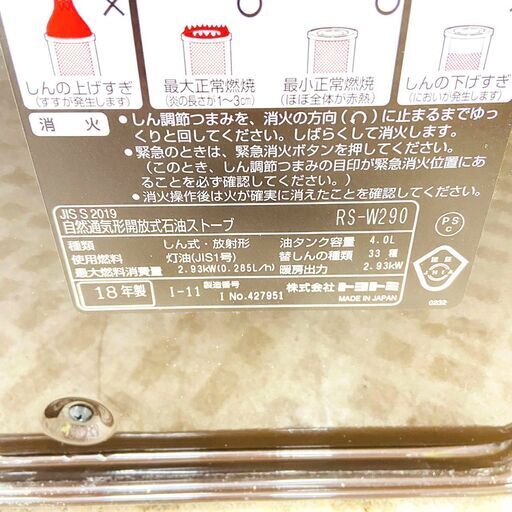 しんの上げすぎ
(すすが発生します)
最大正常燃焼
(炎の長さが1〜3cm)
最小正常燃焼
(ほぼ全体が赤熱)
しんの下げすぎ
(においが発生します)
消火
●しん調節つまみを、消火の方向( )に止まるまでゆっ
くりと回してください。しばらくして消火します。
●緊急のときは、緊急消火ボタンを押してください。
(このとき、しん調節つまみの目印が緊急消火位置にあ
ることを必ず確認してください。)
●消火操作後は火が確実に消えたことを確認してください。
JIS S 2019
自然通気形開放式石油ストーブ RS-W290
種類 しん式・放射形 油タンク容量 4.0L
使用燃料 灯油(JIS1号) 替しんの種類 33 種
最大燃料消費量 2.93kW(0.285L/h) 暖房出力 2.93kW
18年製 I-11 製造番号 I No.427951 株式会社トヨトミ
MADE IN JAPAN
PS
C
認証
JHIA
0232